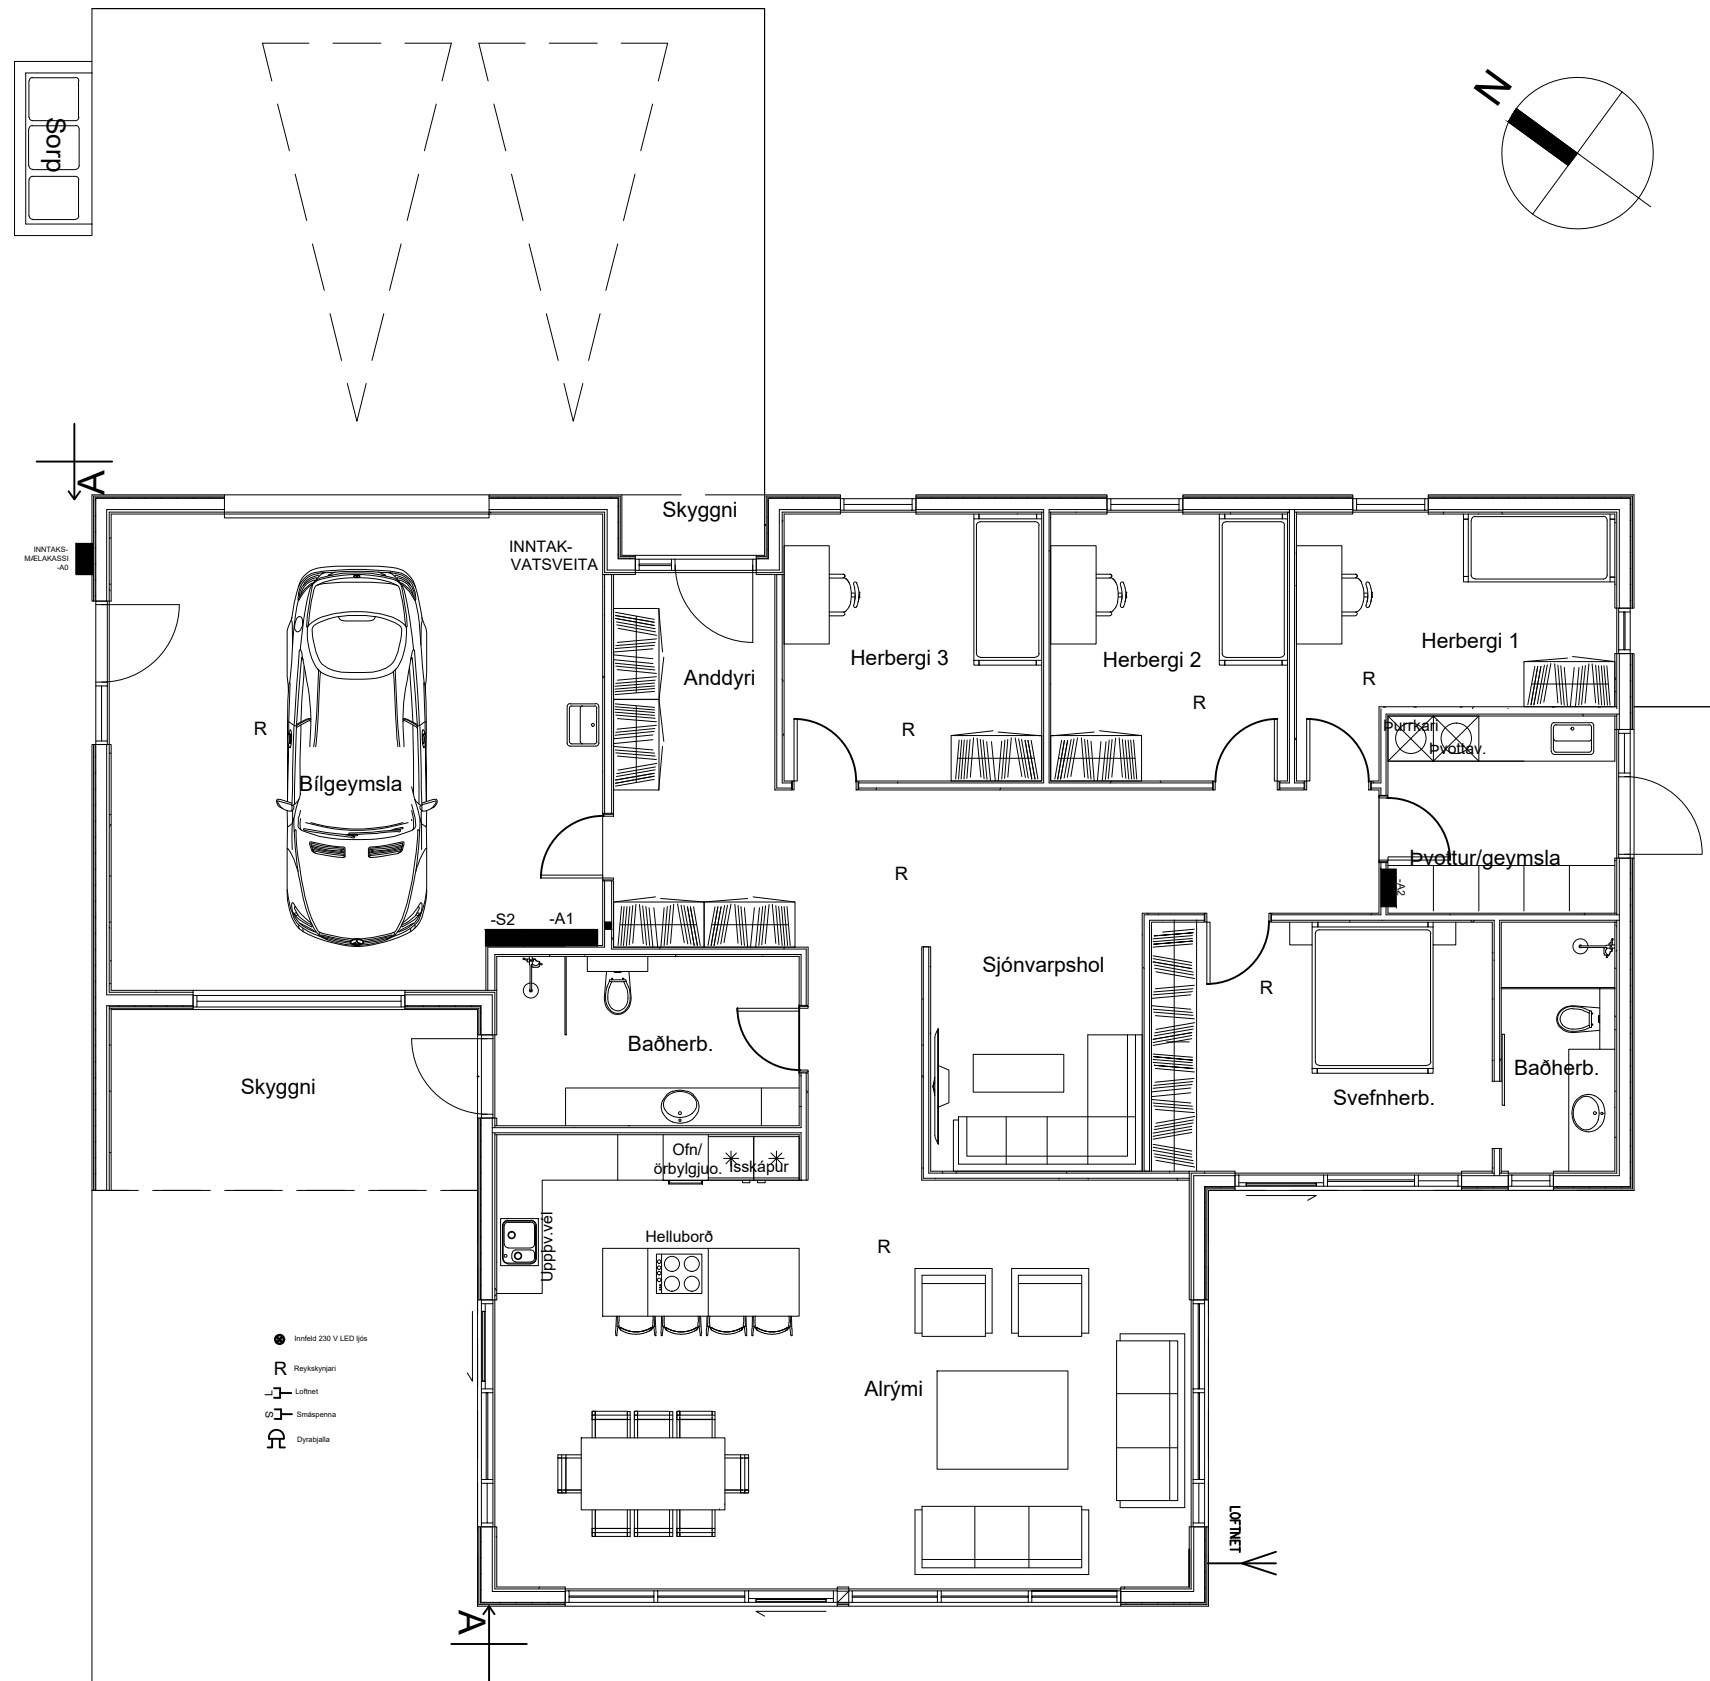 N
Sorp
A
Skyggni
INNTAKS-
MÆLAKASSI
-A0
INNTAK-
VATSVEITA
Herbergi 3
Herbergi 2
Herbergi 1
Anddyri
R
R
R
R
Þurrkari
Þvottav.
Bílgeymsla
R
Þvottur/geymsla
-A2
-S2
-A1
Sjónvarpshol
R
Baðherb.
Baðherb.
Skyggni
Svefnherb.
Ofn/
örbylgjuo.
Ísskápur
Uppþv.vél
Helluborð
R
Innfeld 230 V LED ljós
R Reykskynjari
L Loftnet
S Smáspenna
Dyrabjalla
Alrými
LOFTNET
A